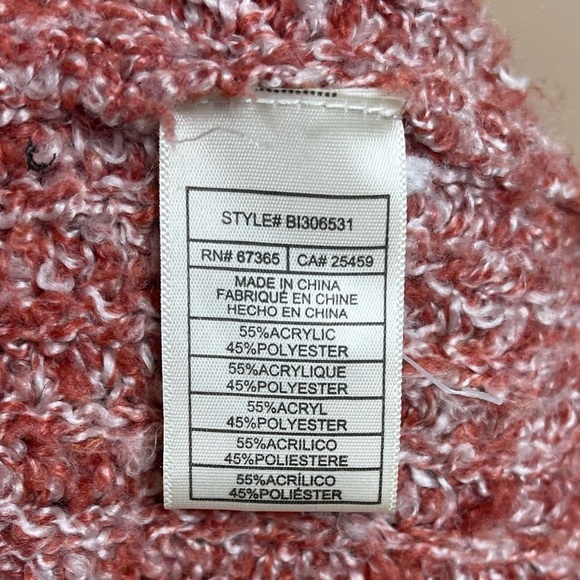 STYLE# BI306531
RN# 67365 CA# 25459
MADE IN CHINA
FABRIQUÉ EN CHINE
HECHO EN CHINA
55%ACRYLIC
45%POLYESTER
55%ACRYLIQUE
45%POLYESTER
55%ACRYL
45%POLYESTER
55%ACRILICO
45%POLIESTERE
55%ACRÍLICO
45%POLIÉSTER